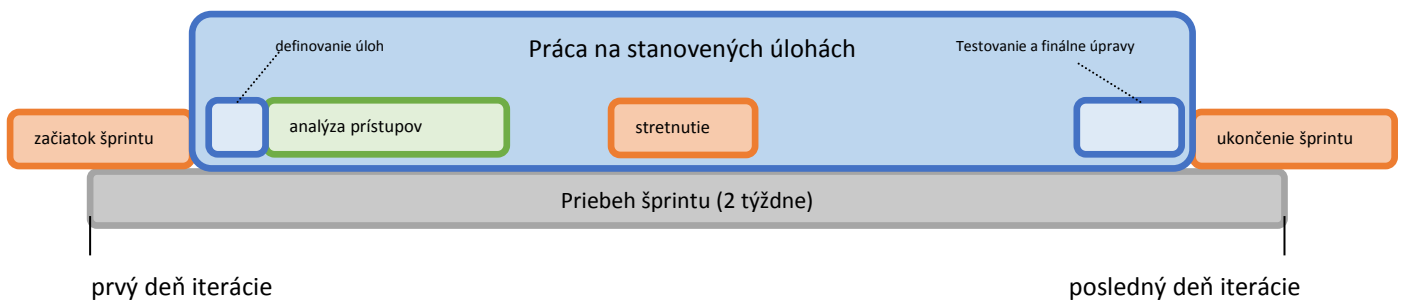 definovanie úloh
Práca na stanovených úlohách
Testovanie a finálne úpravy
začiatok šprintu
analýza prístupov
stretnutie
ukončenie šprintu
Priebeh šprintu (2 týždne)
prvý deň iterácie
posledný deň iterácie